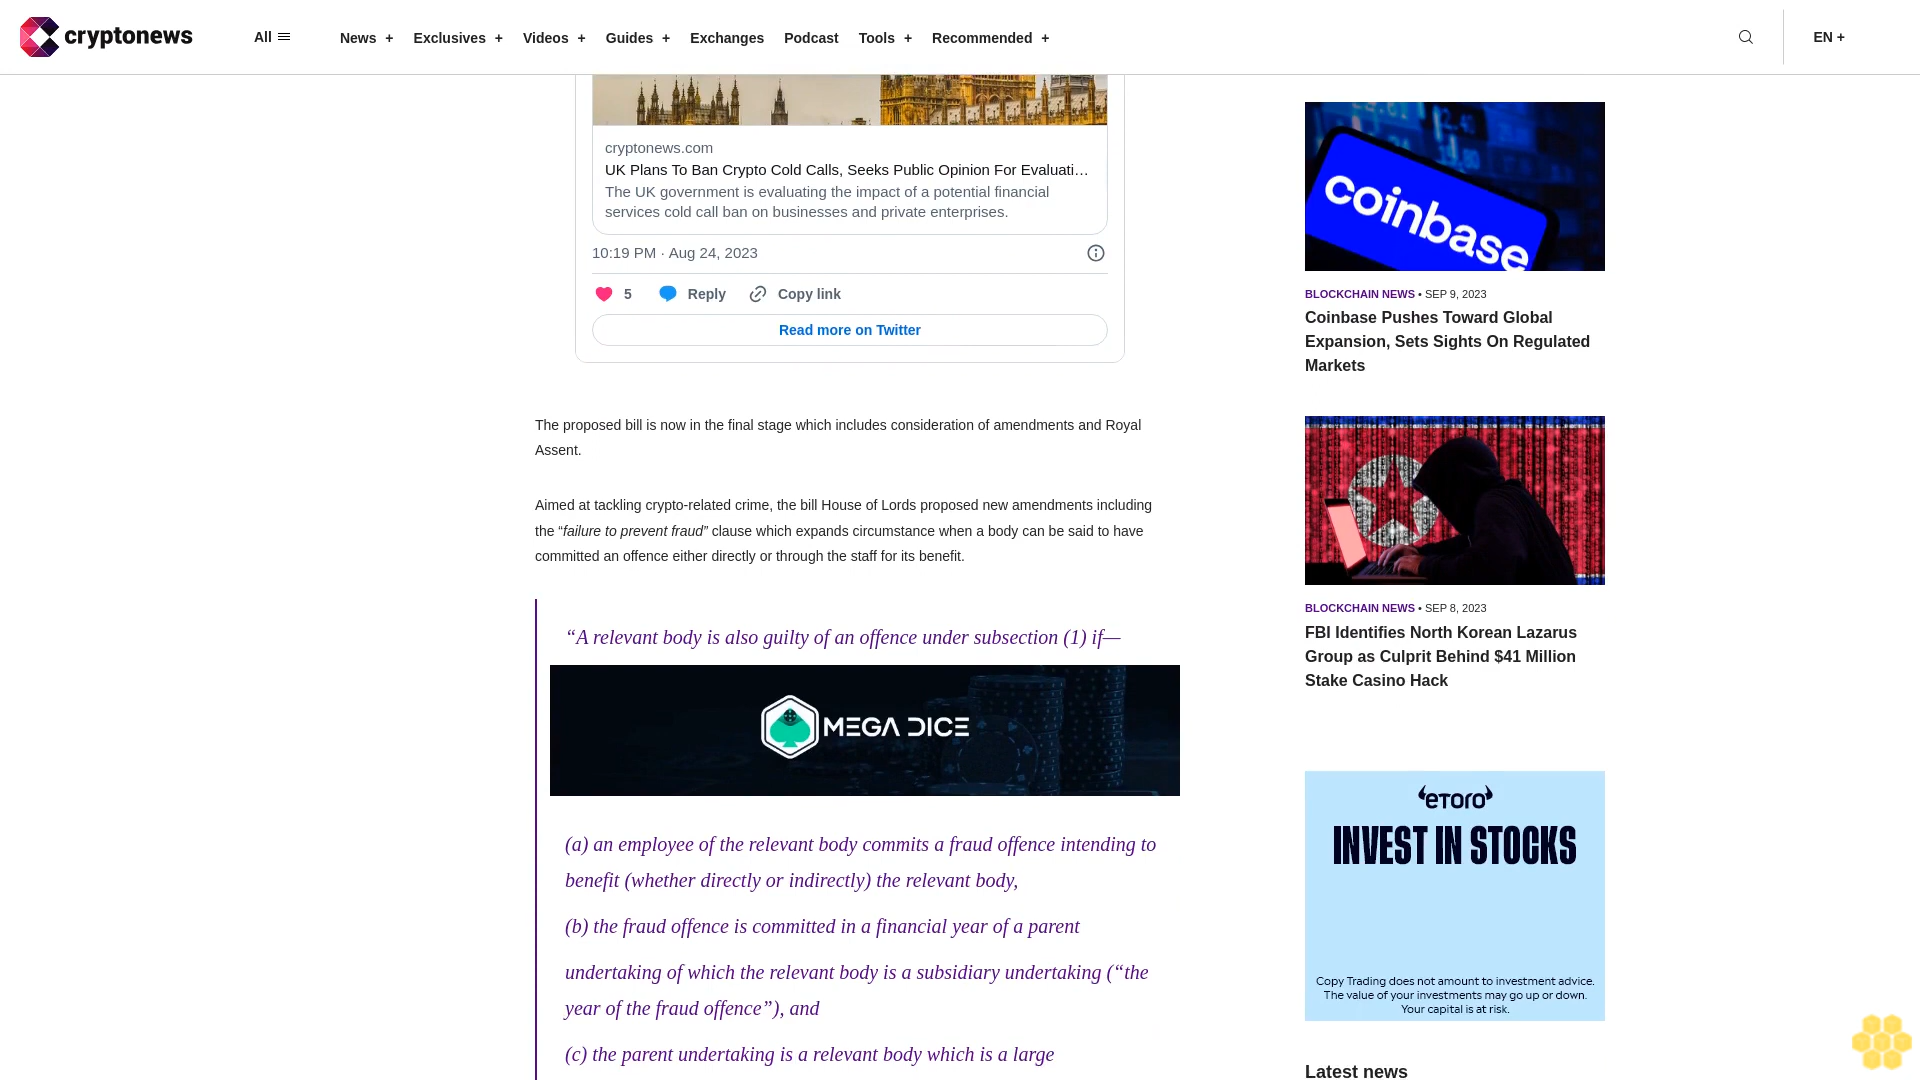 cryptonews
All
News +
Exclusives +
Videos +
Guides +
Exchanges
Podcast
Tools +
Recommended +
EN +
cryptonews.com
UK Plans To Ban Crypto Cold Calls, Seeks Public Opinion For Evaluati…
The UK government is evaluating the impact of a potential financial
services cold call ban on businesses and private enterprises.
10:19 PM · Aug 24, 2023
5
Reply
Copy link
Read more on Twitter
The proposed bill is now in the final stage which includes consideration of amendments and Royal
Assent.
Aimed at tackling crypto-related crime, the bill House of Lords proposed new amendments including
the “failure to prevent fraud” clause which expands circumstance when a body can be said to have
committed an offence either directly or through the staff for its benefit.
“A relevant body is also guilty of an offence under subsection (1) if—
MEGA DICE
(a) an employee of the relevant body commits a fraud offence intending to
benefit (whether directly or indirectly) the relevant body,
(b) the fraud offence is committed in a financial year of a parent
undertaking of which the relevant body is a subsidiary undertaking (“the
year of the fraud offence”), and
(c) the parent undertaking is a relevant body which is a large
coinbase
BLOCKCHAIN NEWS • SEP 9, 2023
Coinbase Pushes Toward Global
Expansion, Sets Sights On Regulated
Markets
BLOCKCHAIN NEWS • SEP 8, 2023
FBI Identifies North Korean Lazarus
Group as Culprit Behind $41 Million
Stake Casino Hack
eToro
INVEST IN STOCKS
Copy Trading does not amount to investment advice.
The value of your investments may go up or down.
Your capital is at risk.
Latest news